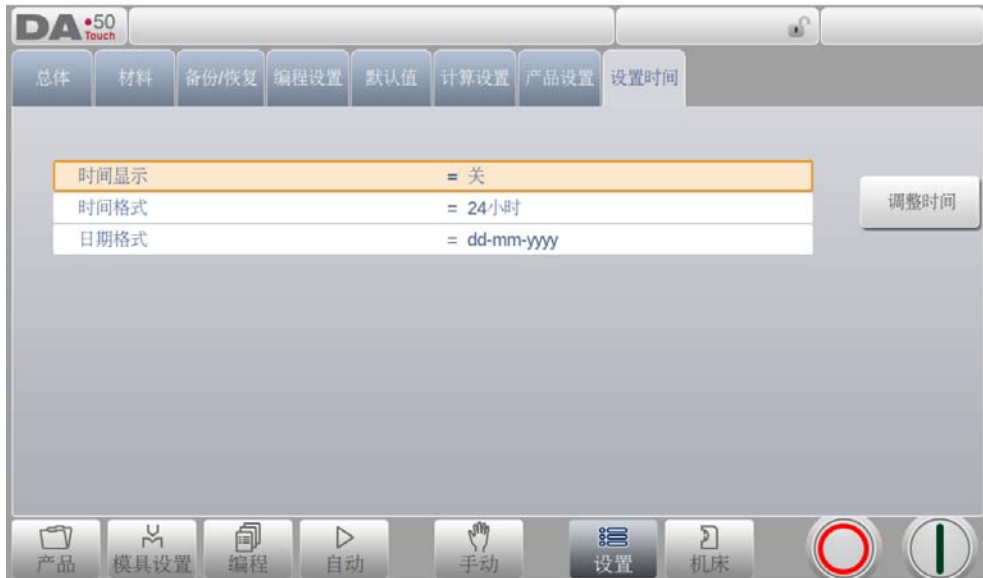 DA•50
Touch
总体 材料 备份/恢复 编程设置 默认值 计算设置 产品设置 设置时间
时间显示 = 关
时间格式 = 24小时
日期格式 = dd-mm-yyyy
调整时间
产品 模具设置 编程 自动 手动 设置 机床